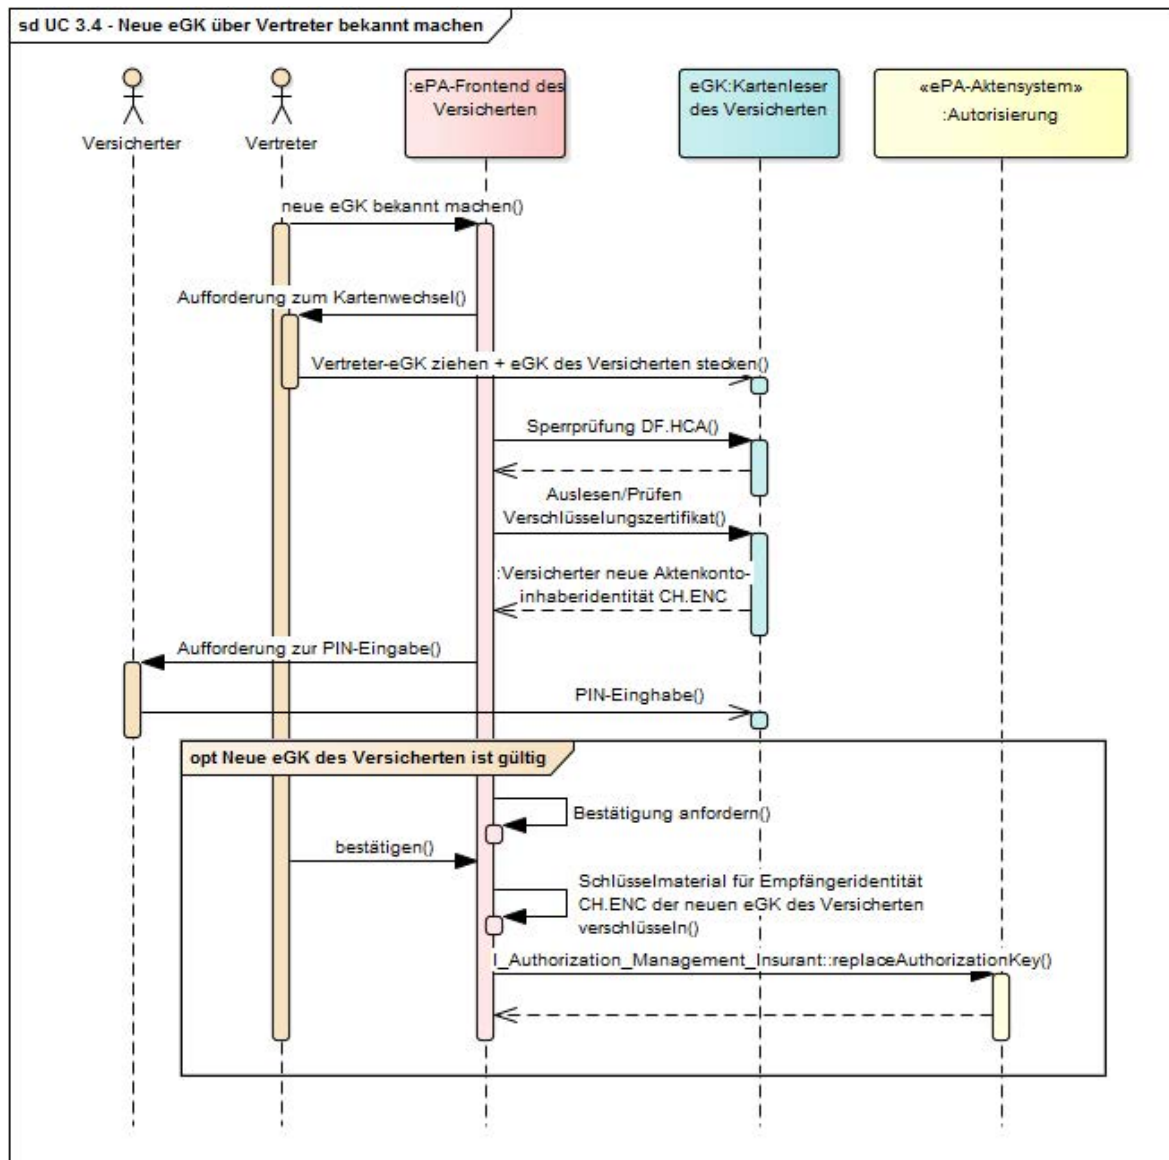 sd UC 3.4 - Neue eGK über Vertreter bekannt machen
Versicherter
Vertreter
:ePA-Frontend des
Versicherten
eGK:Kartenleser
des Versicherten
«ePA-Aktensystem»
:Autorisierung
neue eGK bekannt machen()
Aufforderung zum Kartenwechsel()
Vertreter-eGK ziehen + eGK des Versicherten stecken()
Sperrprüfung DF.HCA()
Auslesen/Prüfen
Verschlüsselungszertifikat()
:Versicherter neue Aktenkonto-
inhaberidentität CH.ENC
Aufforderung zur PIN-Eingabe()
PIN-Einghabe()
opt Neue eGK des Versicherten ist gültig
Bestätigung anfordern()
bestätigen()
Schlüsselmaterial für Empfängeridentität
CH.ENC der neuen eGK des Versicherten
verschlüseln()
I_Authorization_Management_Insurant::replaceAuthorizationKey()